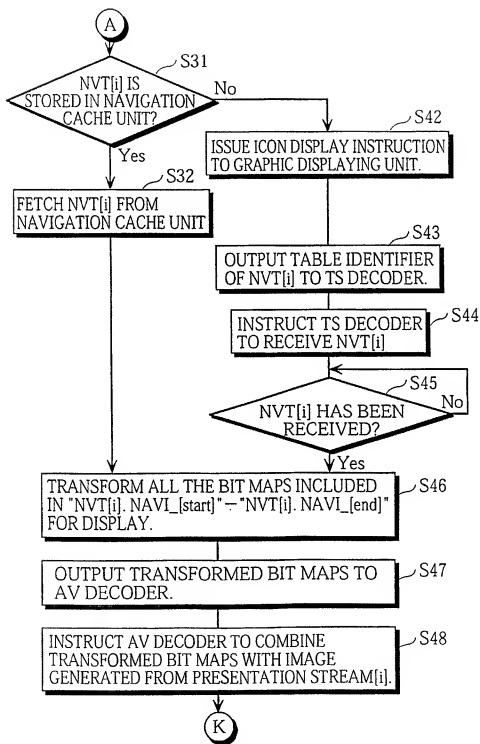 A
S31
NVT[i] IS
STORED IN NAVIGATION
CACHE UNIT?
No
Yes
S42
ISSUE ICON DISPLAY INSTRUCTION
TO GRAPHIC DISPLAYING UNIT.
S32
FETCH NVT[i] FROM
NAVIGATION CACHE UNIT
S43
OUTPUT TABLE IDENTIFIER
OF NVT[i] TO TS DECODER.
S44
INSTRUCT TS DECODER
TO RECEIVE NVT[i]
S45
No
NVT[i] HAS BEEN
RECEIVED?
Yes
S46
TRANSFORM ALL THE BIT MAPS INCLUDED
IN "NVT[i]. NAVI_[start]"－"NVT[i]. NAVI_[end]"
FOR DISPLAY.
S47
OUTPUT TRANSFORMED BIT MAPS TO
AV DECODER.
S48
INSTRUCT AV DECODER TO COMBINE
TRANSFORMED BIT MAPS WITH IMAGE
GENERATED FROM PRESENTATION STREAM[i].
K